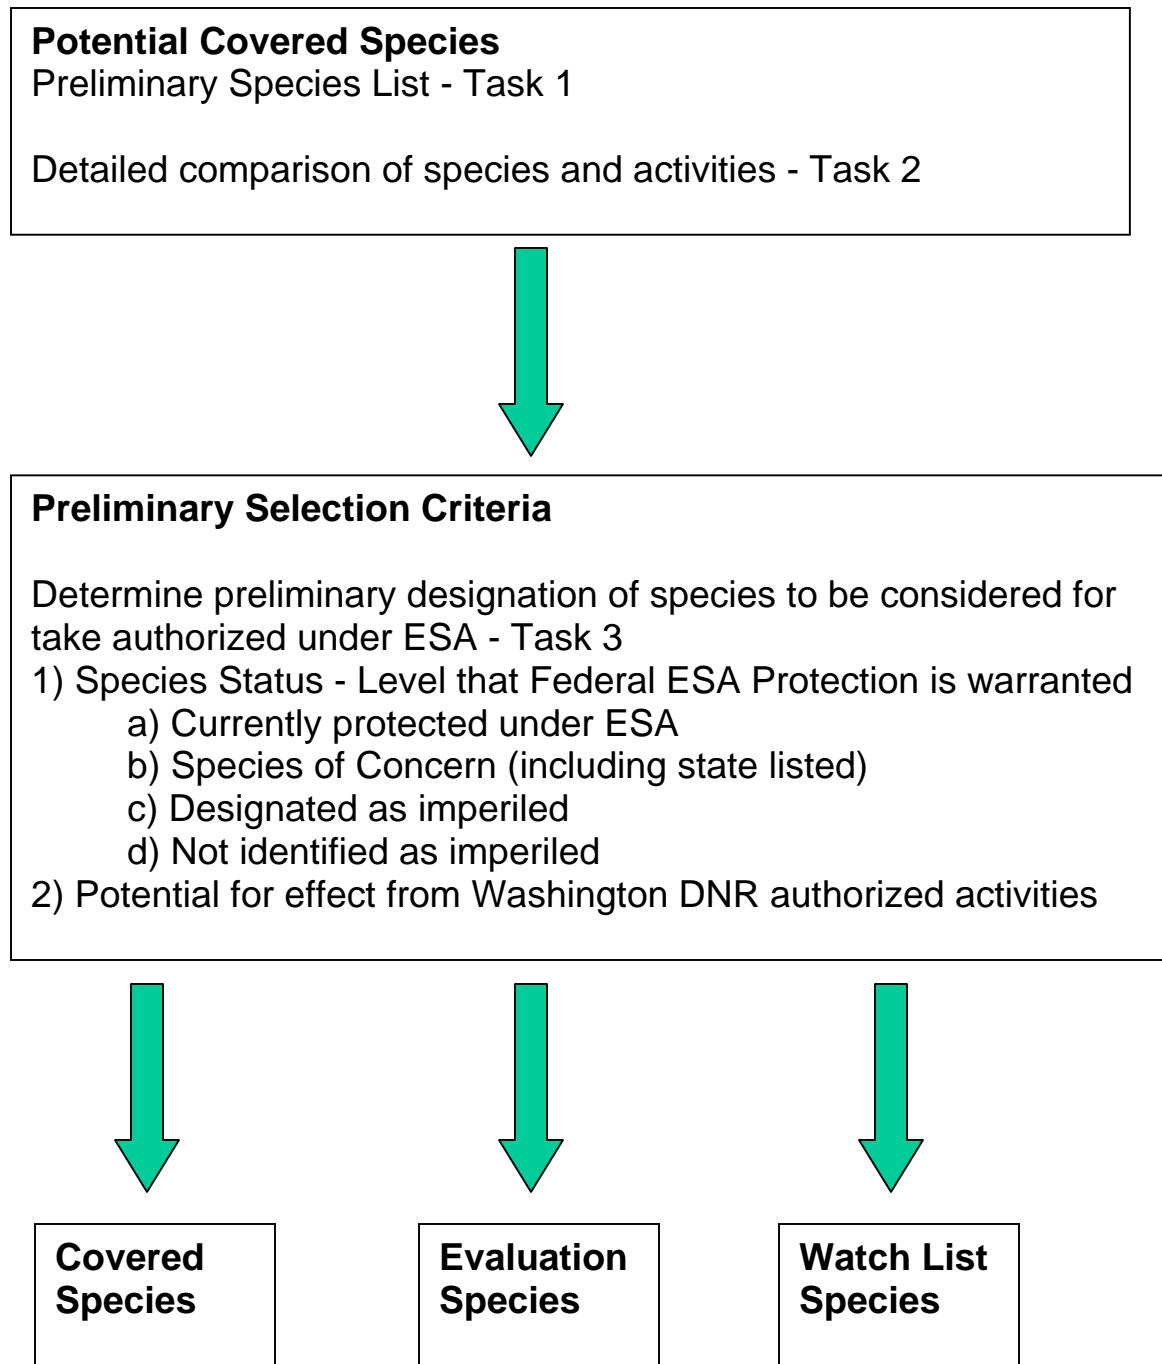 Potential Covered Species
Preliminary Species List - Task 1
Detailed comparison of species and activities - Task 2
Preliminary Selection Criteria
Determine preliminary designation of species to be considered for
take authorized under ESA - Task 3
1) Species Status - Level that Federal ESA Protection is warranted
a) Currently protected under ESA
b) Species of Concern (including state listed)
c) Designated as imperiled
d) Not identified as imperiled
2) Potential for effect from Washington DNR authorized activities
Covered
Species
Evaluation
Species
Watch List
Species